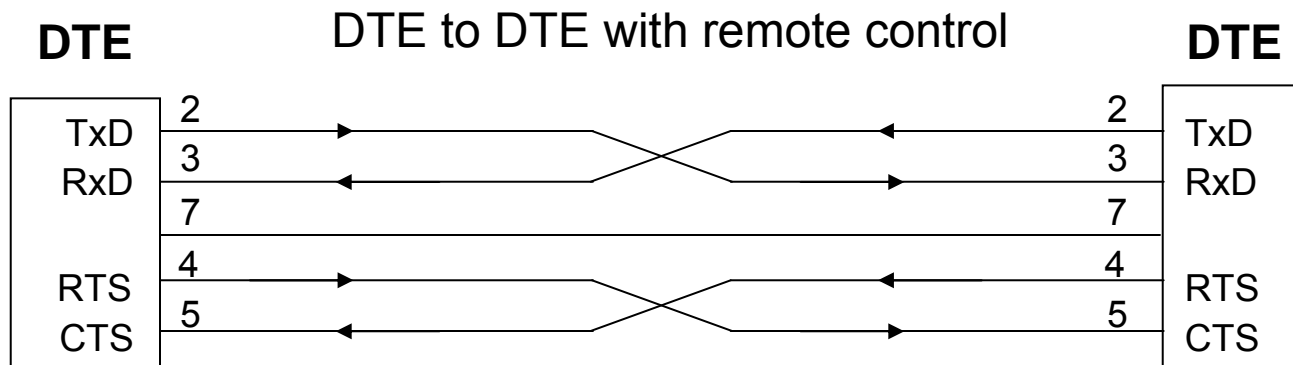 DTE DTE to DTE with remote control DTE
2 2
TxD TxD
3 3
RxD RxD
7 7
4 4
RTS RTS
5 5
CTS CTS